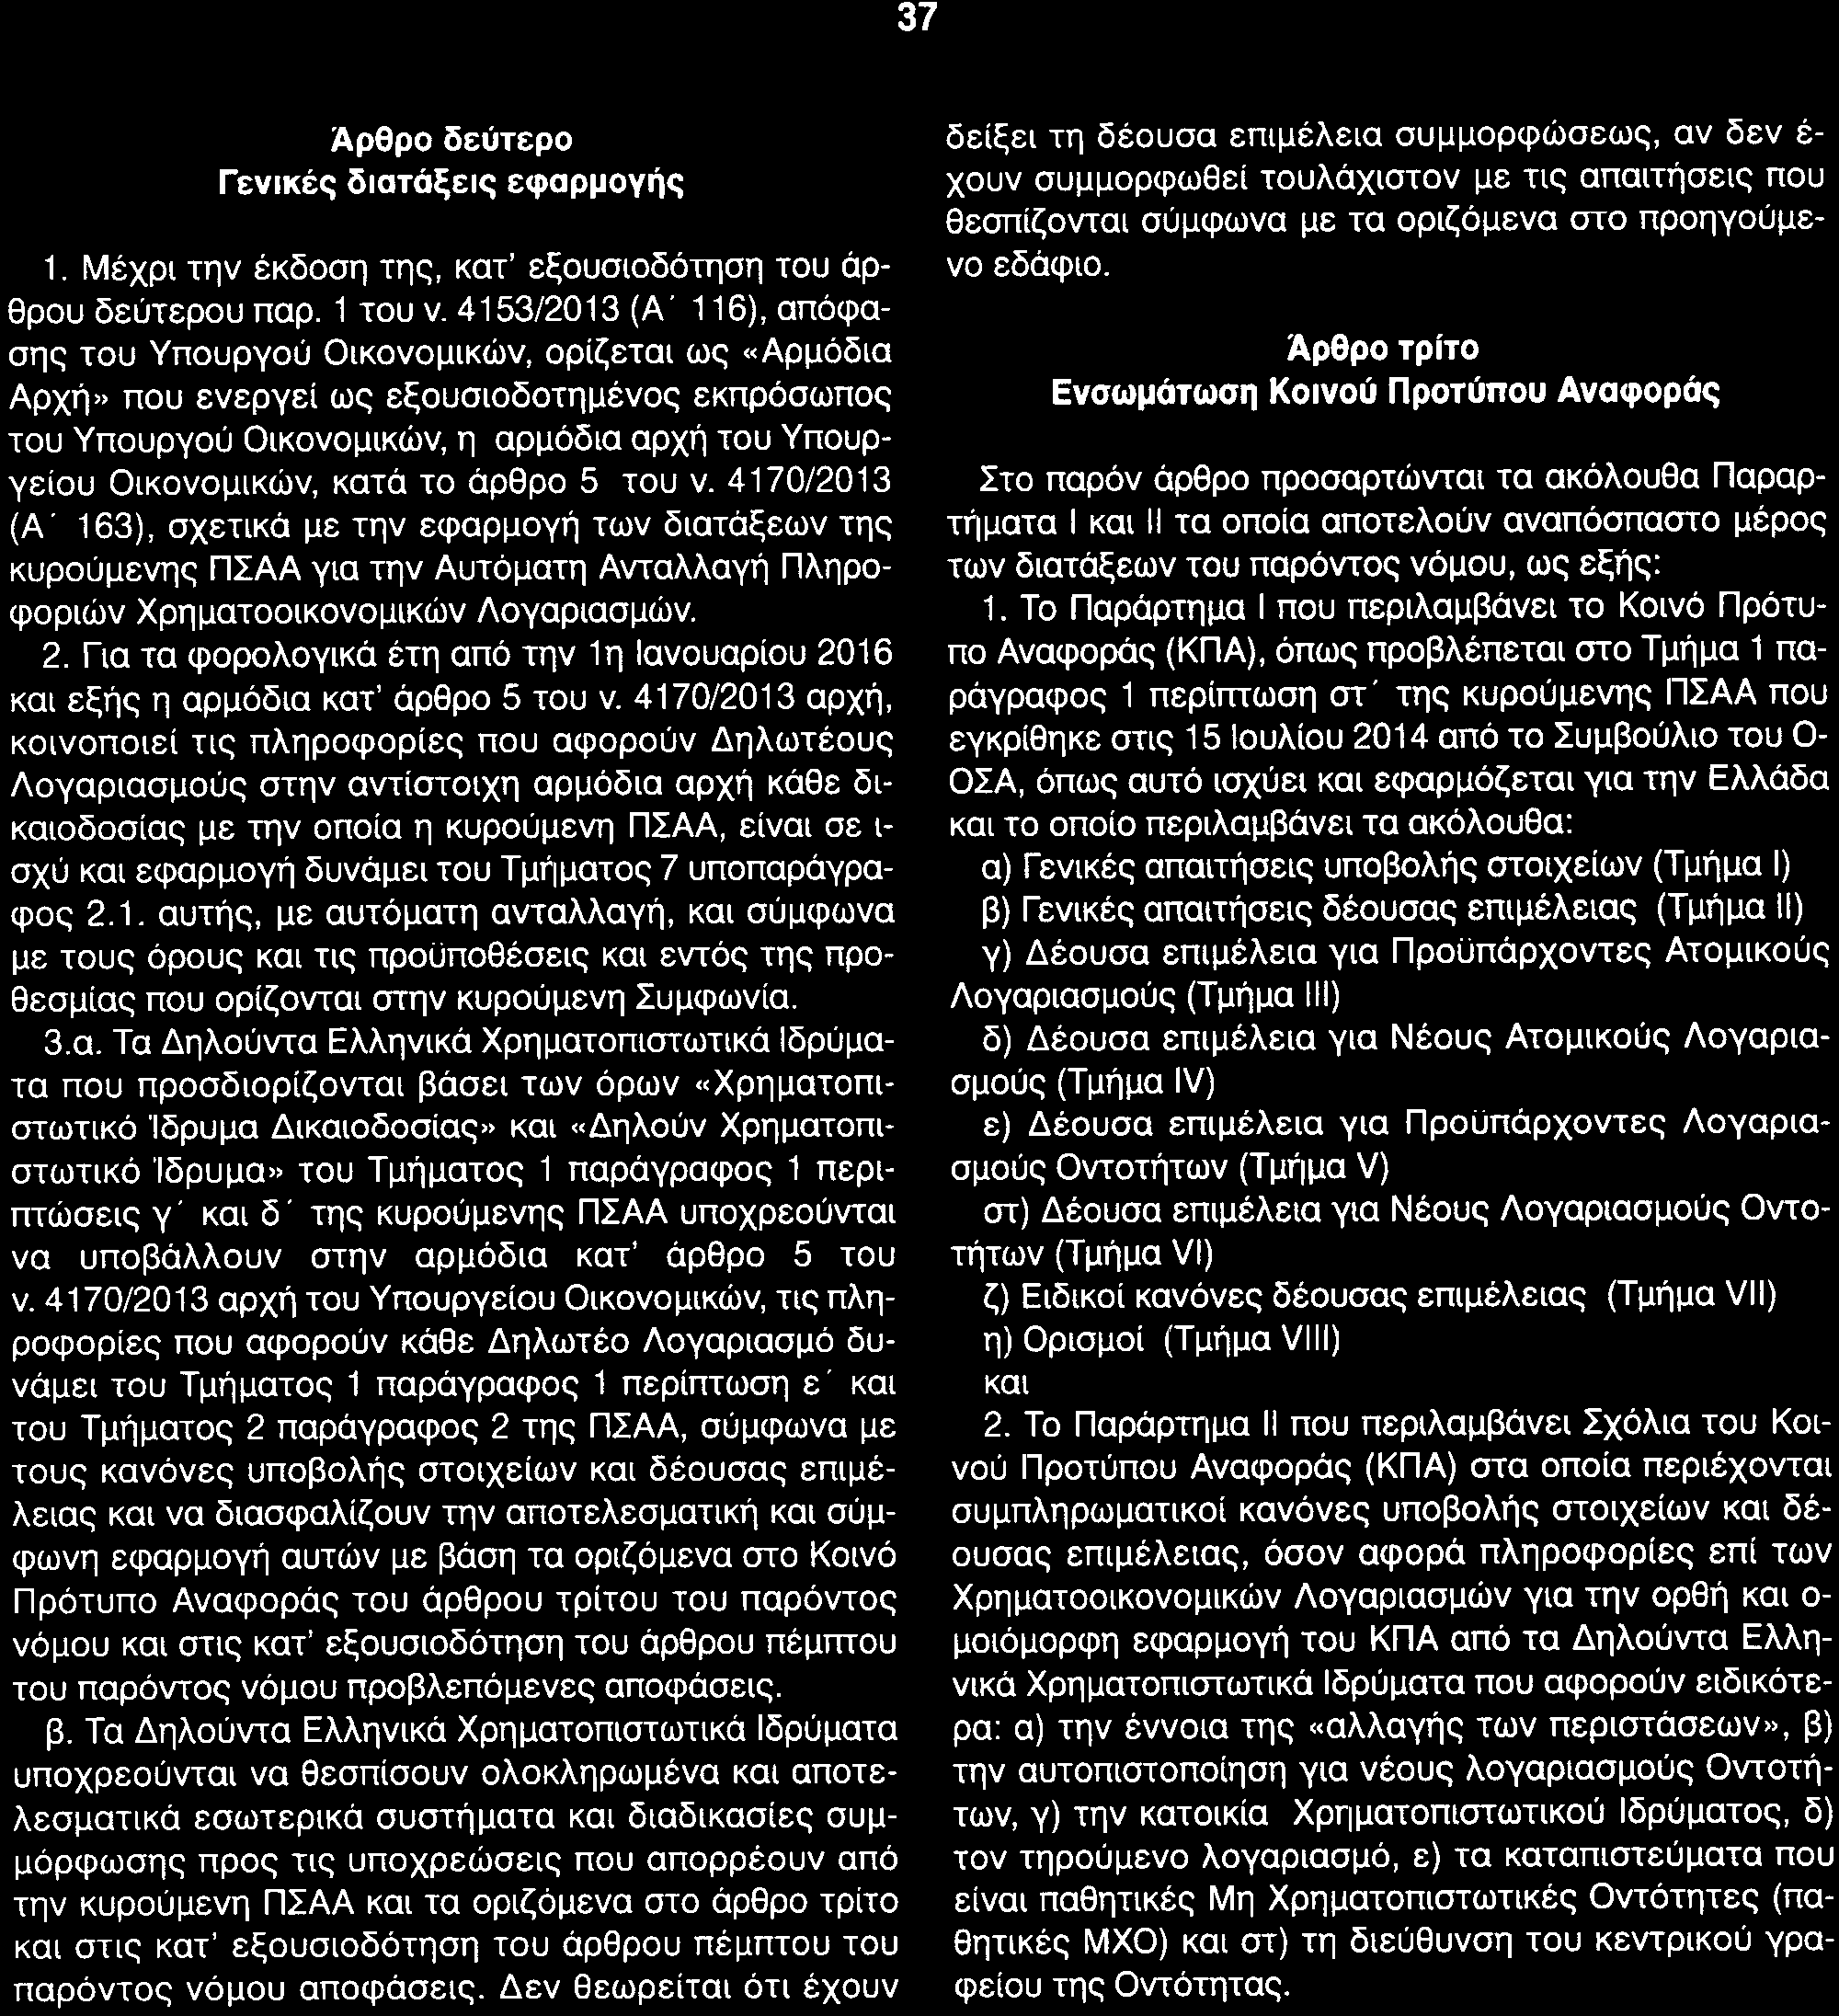 37
Άρθρο δεύτερο
Γενικές διατάξεις εφαρμογής
1. Μέχρι την έκδοση της, κατ’ εξουσιοδότηση του άρ-
θρου δεύτερου παρ. 1 του ν. 4153/2013 (Α΄ 116), απόφα-
σης του Υπουργού Οικονομικών, ορίζεται ως «Αρμόδια
Αρχή» που ενεργεί ως εξουσιοδοτημένος εκπρόσωπος
του Υπουργού Οικονομικών, η αρμόδια αρχή του Υπουρ-
γείου Οικονομικών, κατά το άρθρο 5 του ν. 4170/2013
(Α΄ 163), σχετικά με την εφαρμογή των διατάξεων της
κυρούμενης ΠΣΑΑ για την Αυτόματη Ανταλλαγή Πληρο-
φοριών Χρηματοοικονομικών Λογαριασμών.
2. Για τα φορολογικά έτη από την 1η Ιανουαρίου 2016
και εξής η αρμόδια κατ’ άρθρο 5 του ν. 4170/2013 αρχή,
κοινοποιεί τις πληροφορίες που αφορούν Δηλωτέους
Λογαριασμούς στην αντίστοιχη αρμόδια αρχή κάθε δι-
καιοδοσίας με την οποία η κυρούμενη ΠΣΑΑ, είναι σε ι-
σχύ και εφαρμογή δυνάμει του Τμήματος 7 υποπαράγρα-
φος 2.1. αυτής, με αυτόματη ανταλλαγή, και σύμφωνα
με τους όρους και τις προϋποθέσεις και εντός της προ-
θεσμίας που ορίζονται στην κυρούμενη Συμφωνία.
3.α. Τα Δηλούντα Ελληνικά Χρηματοπιστωτικά Ιδρύμα-
τα που προσδιορίζονται βάσει των όρων «Χρηματοπι-
στωτικό Ίδρυμα Δικαιοδοσίας» και «Δηλούν Χρηματοπι-
στωτικό Ίδρυμα» του Τμήματος 1 παράγραφος 1 περι-
πτώσεις γ΄ και δ΄ της κυρούμενης ΠΣΑΑ υποχρεούνται
να υποβάλλουν στην αρμόδια κατ’ άρθρο 5 του
ν. 4170/2013 αρχή του Υπουργείου Οικονομικών, τις πλη-
ροφορίες που αφορούν κάθε Δηλωτέο Λογαριασμό δυ-
νάμει του Τμήματος 1 παράγραφος 1 περίπτωση ε΄ και
του Τμήματος 2 παράγραφος 2 της ΠΣΑΑ, σύμφωνα με
τους κανόνες υποβολής στοιχείων και δέουσας επιμέ-
λειας και να διασφαλίζουν την αποτελεσματική και σύμ-
φωνη εφαρμογή αυτών με βάση τα οριζόμενα στο Κοινό
Πρότυπο Αναφοράς του άρθρου τρίτου του παρόντος
νόμου και στις κατ’ εξουσιοδότηση του άρθρου πέμπτου
του παρόντος νόμου προβλεπόμενες αποφάσεις.
β. Τα Δηλούντα Ελληνικά Χρηματοπιστωτικά Ιδρύματα
υποχρεούνται να θεσπίσουν ολοκληρωμένα και αποτε-
λεσματικά εσωτερικά συστήματα και διαδικασίες συμ-
μόρφωσης προς τις υποχρεώσεις που απορρέουν από
την κυρούμενη ΠΣΑΑ και τα οριζόμενα στο άρθρο τρίτο
και στις κατ’ εξουσιοδότηση του άρθρου πέμπτου του
παρόντος νόμου αποφάσεις. Δεν θεωρείται ότι έχουν
δείξει τη δέουσα επιμέλεια συμμορφώσεως, αν δεν έ-
χουν συμμορφωθεί τουλάχιστον με τις απαιτήσεις που
θεσπίζονται σύμφωνα με τα οριζόμενα στο προηγούμε-
νο εδάφιο.
Άρθρο τρίτο
Ενσωμάτωση Κοινού Προτύπου Αναφοράς
Στο παρόν άρθρο προσαρτώνται τα ακόλουθα Παραρ-
τήματα Ι και ΙΙ τα οποία αποτελούν αναπόσπαστο μέρος
των διατάξεων του παρόντος νόμου, ως εξής:
1. Το Παράρτημα Ι που περιλαμβάνει το Κοινό Πρότυ-
πο Αναφοράς (ΚΠΑ), όπως προβλέπεται στο Τμήμα 1 πα-
ράγραφος 1 περίπτωση στ΄ της κυρούμενης ΠΣΑΑ που
εγκρίθηκε στις 15 Ιουλίου 2014 από το Συμβούλιο του Ο-
ΟΣΑ, όπως αυτό ισχύει και εφαρμόζεται για την Ελλάδα
και το οποίο περιλαμβάνει τα ακόλουθα:
α) Γενικές απαιτήσεις υποβολής στοιχείων (Τμήμα Ι)
β) Γενικές απαιτήσεις δέουσας επιμέλειας (Τμήμα ΙΙ)
γ) Δέουσα επιμέλεια για Προϋπάρχοντες Ατομικούς
Λογαριασμούς (Τμήμα ΙΙΙ)
δ) Δέουσα επιμέλεια για Νέους Ατομικούς Λογαρια-
σμούς (Τμήμα IV)
ε) Δέουσα επιμέλεια για Προϋπάρχοντες Λογαρια-
σμούς Οντοτήτων (Τμήμα V)
στ) Δέουσα επιμέλεια για Νέους Λογαριασμούς Οντο-
τήτων (Τμήμα VI)
ζ) Ειδικοί κανόνες δέουσας επιμέλειας (Τμήμα VII)
η) Ορισμοί (Τμήμα VIII)
και
2. Το Παράρτημα ΙΙ που περιλαμβάνει Σχόλια του Κοι-
νού Προτύπου Αναφοράς (ΚΠΑ) στα οποία περιέχονται
συμπληρωματικοί κανόνες υποβολής στοιχείων και δέ-
ουσας επιμέλειας, όσον αφορά πληροφορίες επί των
Χρηματοοικονομικών Λογαριασμών για την ορθή και ο-
μοιόμορφη εφαρμογή του ΚΠΑ από τα Δηλούντα Ελλη-
νικά Χρηματοπιστωτικά Ιδρύματα που αφορούν ειδικότε-
ρα: α) την έννοια της «αλλαγής των περιστάσεων», β)
την αυτοπιστοποίηση για νέους λογαριασμούς Οντοτή-
των, γ) την κατοικία Χρηματοπιστωτικού Ιδρύματος, δ)
τον τηρούμενο λογαριασμό, ε) τα καταπιστεύματα που
είναι παθητικές Μη Χρηματοπιστωτικές Οντότητες (πα-
θητικές ΜΧΟ) και στ) τη διεύθυνση του κεντρικού γρα-
φείου της Οντότητας.